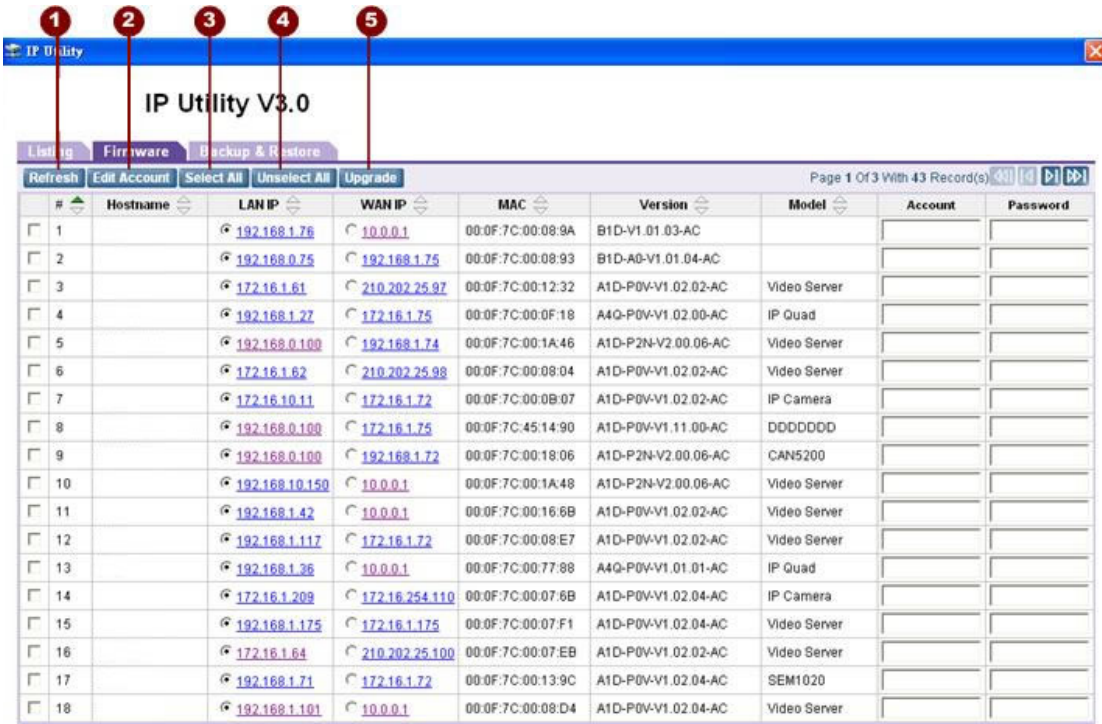 1 2 3 4 5
IP Utility
IP Utility V3.0
Listing Firmware Backup & Restore
Refresh Edit Account Select All Unselect All Upgrade Page 1 Of 3 With 43 Record(s)
# Hostname LAN IP WAN IP MAC Version Model Account Password
1 192.168.1.76 10.0.0.1 00:0F:7C:00:08:9A B1D-V1.01.03-AC
2 192.168.0.75 192.168.1.75 00:0F:7C:00:08:93 B1D-A0-V1.01.04-AC
3 172.16.1.61 210.202.25.97 00:0F:7C:00:12:32 A1D-P0V-V1.02.02-AC Video Server
4 192.168.1.27 172.16.1.75 00:0F:7C:00:0F:18 A4Q-P0V-V1.02.00-AC IP Quad
5 192.168.0.100 192.168.1.74 00:0F:7C:00:1A:46 A1D-P2N-V2.00.06-AC Video Server
6 172.16.1.62 210.202.25.98 00:0F:7C:00:08:04 A1D-P0V-V1.02.02-AC Video Server
7 172.16.10.11 172.16.1.72 00:0F:7C:00:0B:07 A1D-P0V-V1.02.02-AC IP Camera
8 192.168.0.100 172.16.1.75 00:0F:7C:45:14:90 A1D-P0V-V1.11.00-AC DDDDDDD
9 192.168.0.100 192.168.1.72 00:0F:7C:00:18:06 A1D-P2N-V2.00.06-AC CAN5200
10 192.168.10.150 10.0.0.1 00:0F:7C:00:1A:48 A1D-P2N-V2.00.06-AC Video Server
11 192.168.1.42 10.0.0.1 00:0F:7C:00:16:6B A1D-P0V-V1.02.02-AC Video Server
12 192.168.1.117 172.16.1.72 00:0F:7C:00:08:E7 A1D-P0V-V1.02.02-AC Video Server
13 192.168.1.36 10.0.0.1 00:0F:7C:00:77:88 A4Q-P0V-V1.01.01-AC IP Quad
14 172.16.1.209 172.16.254.110 00:0F:7C:00:07:6B A1D-P0V-V1.02.04-AC IP Camera
15 192.168.1.175 172.16.1.175 00:0F:7C:00:07:F1 A1D-P0V-V1.02.04-AC Video Server
16 172.16.1.64 210.202.25.100 00:0F:7C:00:07:EB A1D-P0V-V1.02.02-AC Video Server
17 192.168.1.71 172.16.1.72 00:0F:7C:00:13:9C A1D-P0V-V1.02.04-AC SEM1020
18 192.168.1.101 10.0.0.1 00:0F:7C:00:08:D4 A1D-P0V-V1.02.04-AC Video Server